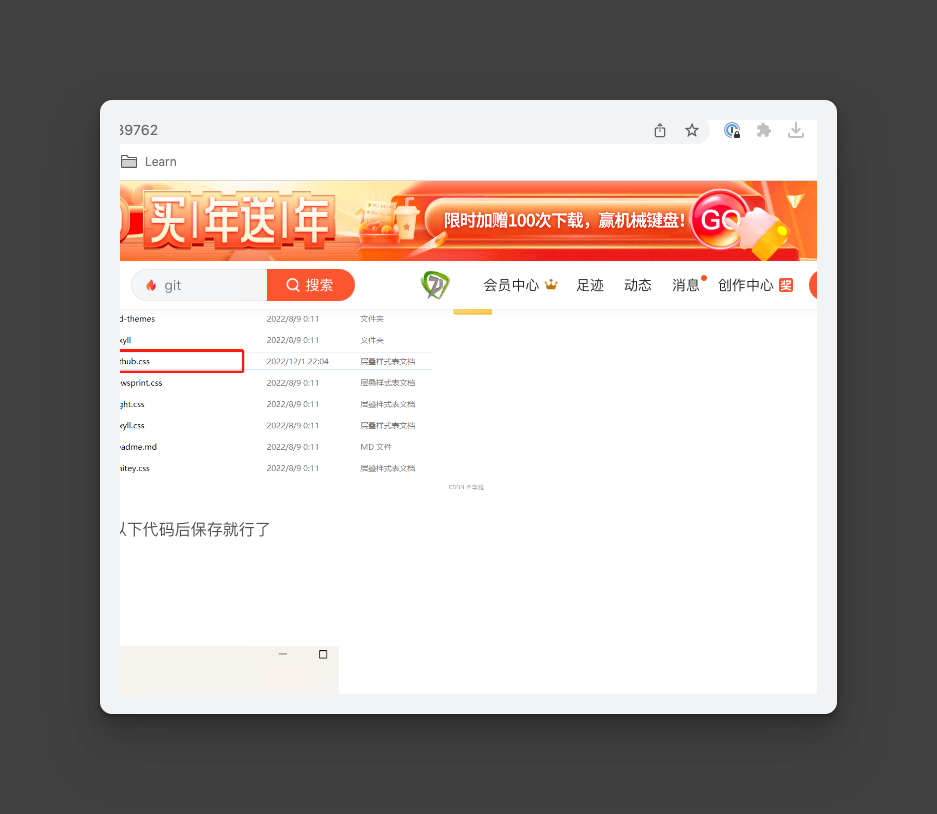 39762
Learn
买1年送1年
限时加赠100次下载，赢机械键盘！
GO
git
搜索
会员中心
足迹
动态
消息
创作中心
奖
d-themes 2022/8/9 0:11 文件夹
kyll 2022/8/9 0:11 文件夹
thub.css 2022/12/1 22:04 层叠样式表文档
wsprint.css 2022/8/9 0:11 层叠样式表文档
ght.css 2022/8/9 0:11 层叠样式表文档
kyll.css 2022/8/9 0:11 层叠样式表文档
adme.md 2022/8/9 0:11 MD 文件
itey.css 2022/8/9 0:11 层叠样式表文档
以下代码后保存就行了